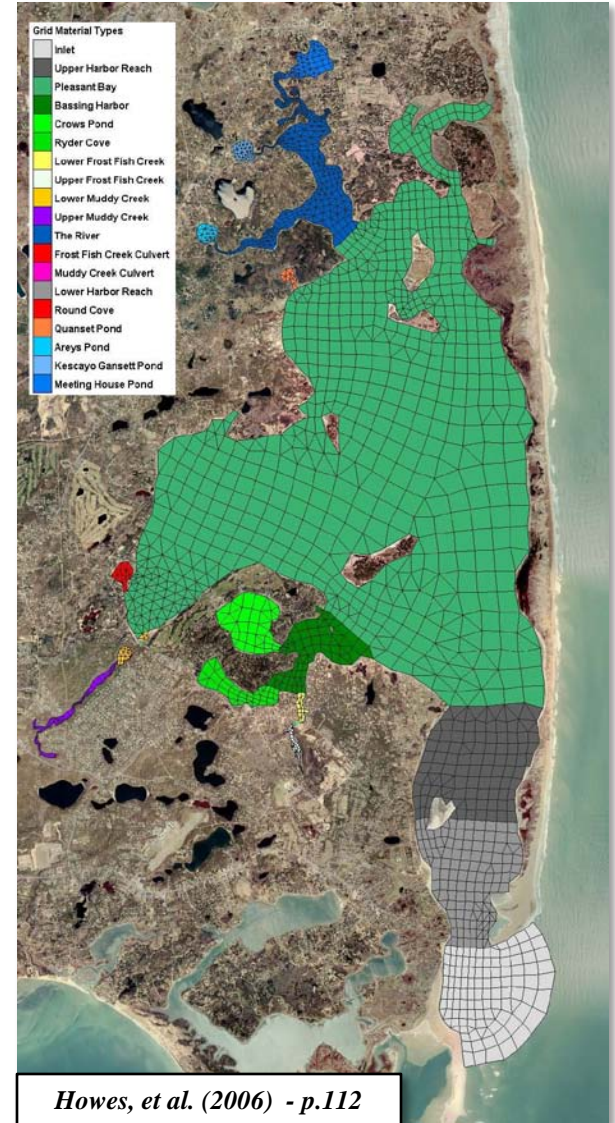 Grid Material Types
Inlet
Upper Harbor Reach
Pleasant Bay
Bassing Harbor
Crows Pond
Ryder Cove
Lower Frost Fish Creek
Upper Frost Fish Creek
Lower Muddy Creek
Upper Muddy Creek
The River
Frost Fish Creek Culvert
Muddy Creek Culvert
Lower Harbor Reach
Round Cove
Quanset Pond
Areys Pond
Kescayo Gansett Pond
Meeting House Pond
Howes, et al. (2006) - p.112